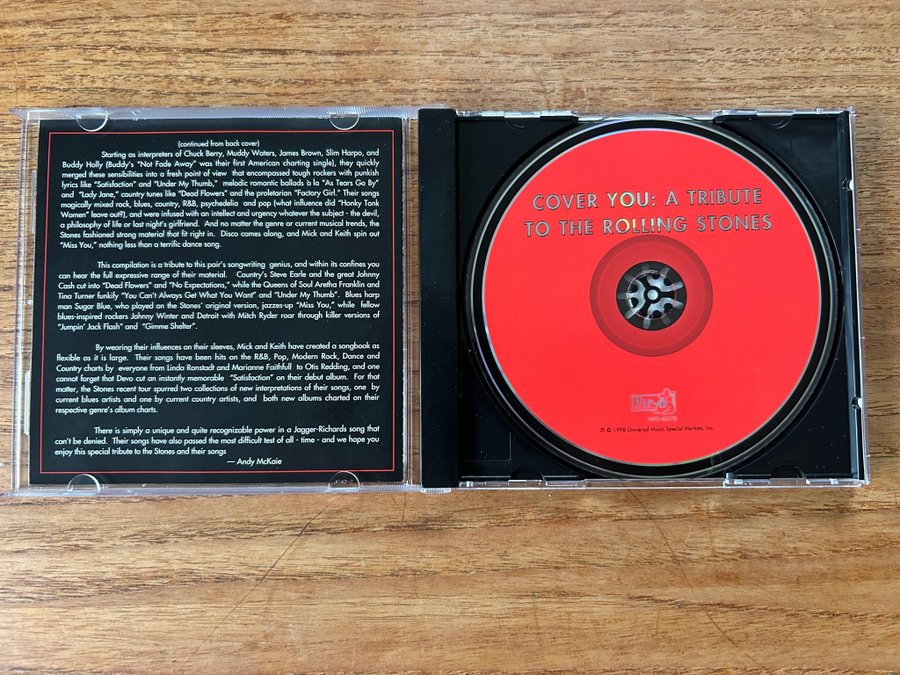 (continued from back cover)
Starting as interpreters of Chuck Berry, Muddy Waters, James Brown, Slim Harpo, and
Buddy Holly (Buddy's "Not Fade Away" was their first American charting single), they quickly
merged these sensibilities into a fresh point of view that encompassed tough rockers with punkish
lyrics like "Satisfaction" and "Under My Thumb," melodic romantic ballads à la "As Tears Go By"
and "Lady Jane," country tunes like "Dead Flowers" and the proletarian "Factory Girl." Their songs
magically mixed rock, blues, country, R&B, psychedelia and pop (what influence did "Honky Tonk
Women" leave out?), and were infused with an intellect and urgency whatever the subject - the devil,
a philosophy of life or last night's girlfriend. And no matter the genre or current musical trends, the
Stones fashioned strong material that fit right in. Disco comes along, and Mick and Keith spin out
"Miss You," nothing less than a terrific dance song.
This compilation is a tribute to this pair's songwriting genius, and within its confines you
can hear the full expressive range of their material. Country's Steve Earle and the great Johnny
Cash cut into "Dead Flowers" and "No Expectations," while the Queens of Soul Aretha Franklin and
Tina Turner funkify "You Can't Always Get What You Want" and "Under My Thumb". Blues harp
man Sugar Blue, who played on the Stones' original version, jazzes-up "Miss You," while fellow
blues-inspired rockers Johnny Winter and Detroit with Mitch Ryder roar through killer versions of
"Jumpin' Jack Flash" and "Gimme Shelter".
By wearing their influences on their sleeves, Mick and Keith have created a songbook as
flexible as it is large. Their songs have been hits on the R&B, Pop, Modern Rock, Dance and
Country charts by everyone from Linda Ronstadt and Marianne Faithfull to Otis Redding, and one
cannot forget that Devo cut an instantly memorable "Satisfaction" on their debut album. For that
matter, the Stones recent tour spurred two collections of new interpretations of their songs, one by
current blues artists and one by current country artists, and both new albums charted on their
respective genre's album charts.
There is simply a unique and quite recognizable power in a Jagger-Richards song that
can't be denied. Their songs have also passed the most difficult test of all - time - and we hope you
enjoy this special tribute to the Stones and their songs
— Andy McKaie
COVER YOU: A TRIBUTE
TO THE ROLLING STONES
℗ © 1998 Universal Music Special Markets, Inc.